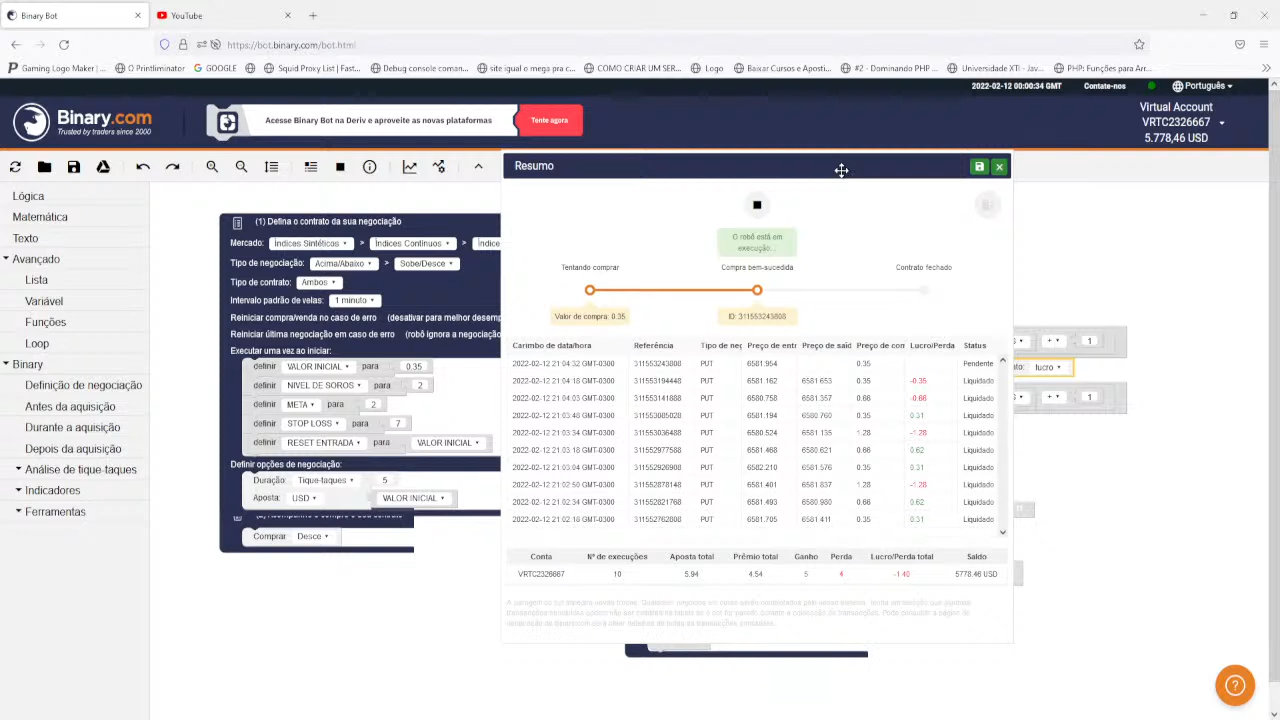 Binary Bot
YouTube
https://bot.binary.com/bot.html
Gaming Logo Maker | ...
O Printliminator
GOOGLE
Squid Proxy List | Fast...
Debug console coman...
site igual o mega pra c...
COMO CRIAR UM SER...
Logo
Baixar Cursos e Aposti...
#2 - Dominando PHP ...
Universidade XTi - Jav...
PHP: Funções para Arr...
2022-02-12 00:00:34 GMT
Contate-nos
Português
Binary.com
Trusted by traders since 2000
Acesse Binary Bot na Deriv e aproveite as novas plataformas
Tente agora
Virtual Account
VRTC2326667
5.778,46 USD
Lógica
Matemática
Texto
Avançado
Lista
Variável
Funções
Loop
Binary
Definição de negociação
Antes da aquisição
Durante a aquisição
Depois da aquisição
Análise de tique-taques
Indicadores
Ferramentas
(1) Defina o contrato da sua negociação
Mercado: Índices Sintéticos > Índices Contínuos > Índice
Tipo de negociação: Acima/Abaixo > Sobe/Desce
Tipo de contrato: Ambos
Intervalo padrão de velas: 1 minuto
Reiniciar compra/venda no caso de erro (desativar para melhor desemp
Reiniciar última negociação em caso de erro (robô ignora a negociação
Executar uma vez ao iniciar:
definir VALOR INICIAL para 0.35
definir NIVEL DE SOROS para 2
definir META para 2
definir STOP LOSS para 7
definir RESET ENTRADA para VALOR INICIAL
Definir opções de negociação:
Duração: Tique-taques 5
Aposta: USD VALOR INICIAL
Comprar Desce
Resumo
O robô está em
execução...
Tentando comprar
Compra bem-sucedida
Contrato fechado
Valor de compra: 0.35
ID: 311553243808
Carimbo de data/hora Referência Tipo de neg Preço de entr Preço de saíd Preço de com Lucro/Perda Status
2022-02-12 21:04:32 GMT-0300 311553243808 PUT 6581.954 0.35 Pendente
2022-02-12 21:04:18 GMT-0300 311553194448 PUT 6581.162 6581.653 0.35 -0.35 Liquidado
2022-02-12 21:04:03 GMT-0300 311553141888 PUT 6580.758 6581.357 0.66 -0.66 Liquidado
2022-02-12 21:03:48 GMT-0300 311553085028 PUT 6581.194 6580.760 0.35 0.31 Liquidado
2022-02-12 21:03:34 GMT-0300 311553036488 PUT 6580.524 6581.135 1.28 -1.28 Liquidado
2022-02-12 21:03:18 GMT-0300 311552977588 PUT 6581.468 6580.621 0.66 0.62 Liquidado
2022-02-12 21:03:04 GMT-0300 311552926908 PUT 6582.210 6581.576 0.35 0.31 Liquidado
2022-02-12 21:02:50 GMT-0300 311552878148 PUT 6581.401 6581.837 1.28 -1.28 Liquidado
2022-02-12 21:02:34 GMT-0300 311552821768 PUT 6581.493 6580.980 0.66 0.62 Liquidado
2022-02-12 21:02:18 GMT-0300 311552762808 PUT 6581.705 6581.411 0.35 0.31 Liquidado
Conta Nº de execuções Aposta total Prêmio total Ganho Perda Lucro/Perda total Saldo
VRTC2326667 10 5.94 4.54 5 4 -1.40 5778.46 USD
1
lucro
1